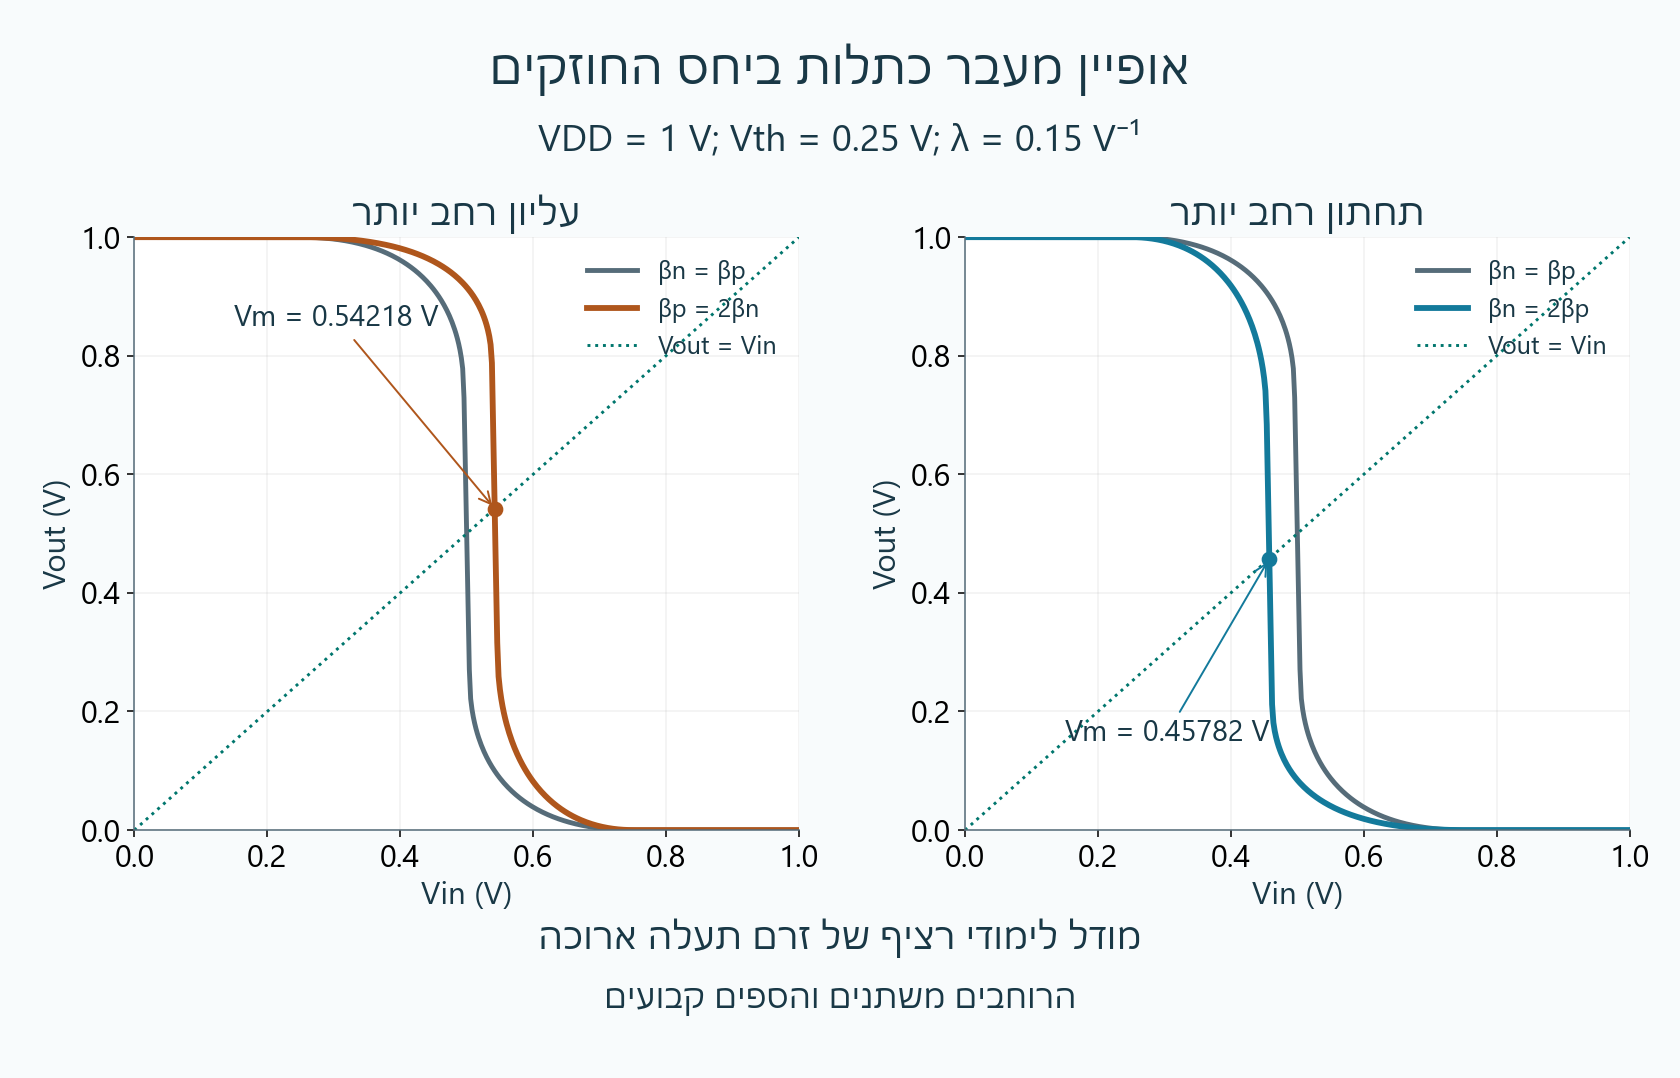 אופיין מעבר כתלות ביחס החוזקים
VDD = 1 V; Vth = 0.25 V; λ = 0.15 V⁻¹
עליון רחב יותר
1.0
0.8
0.6
0.4
0.2
0.0
Vout (V)
βn = βp
βp = 2βn
Vout = Vin
Vm = 0.54218 V
0.0 0.2 0.4 0.6 0.8 1.0
Vin (V)
תחתון רחב יותר
1.0
0.8
0.6
0.4
0.2
0.0
Vout (V)
βn = βp
βn = 2βp
Vout = Vin
Vm = 0.45782 V
0.0 0.2 0.4 0.6 0.8 1.0
Vin (V)
מודל לימודי רציף של זרם תעלה ארוכה
הרוחבים משתנים והספים קבועים